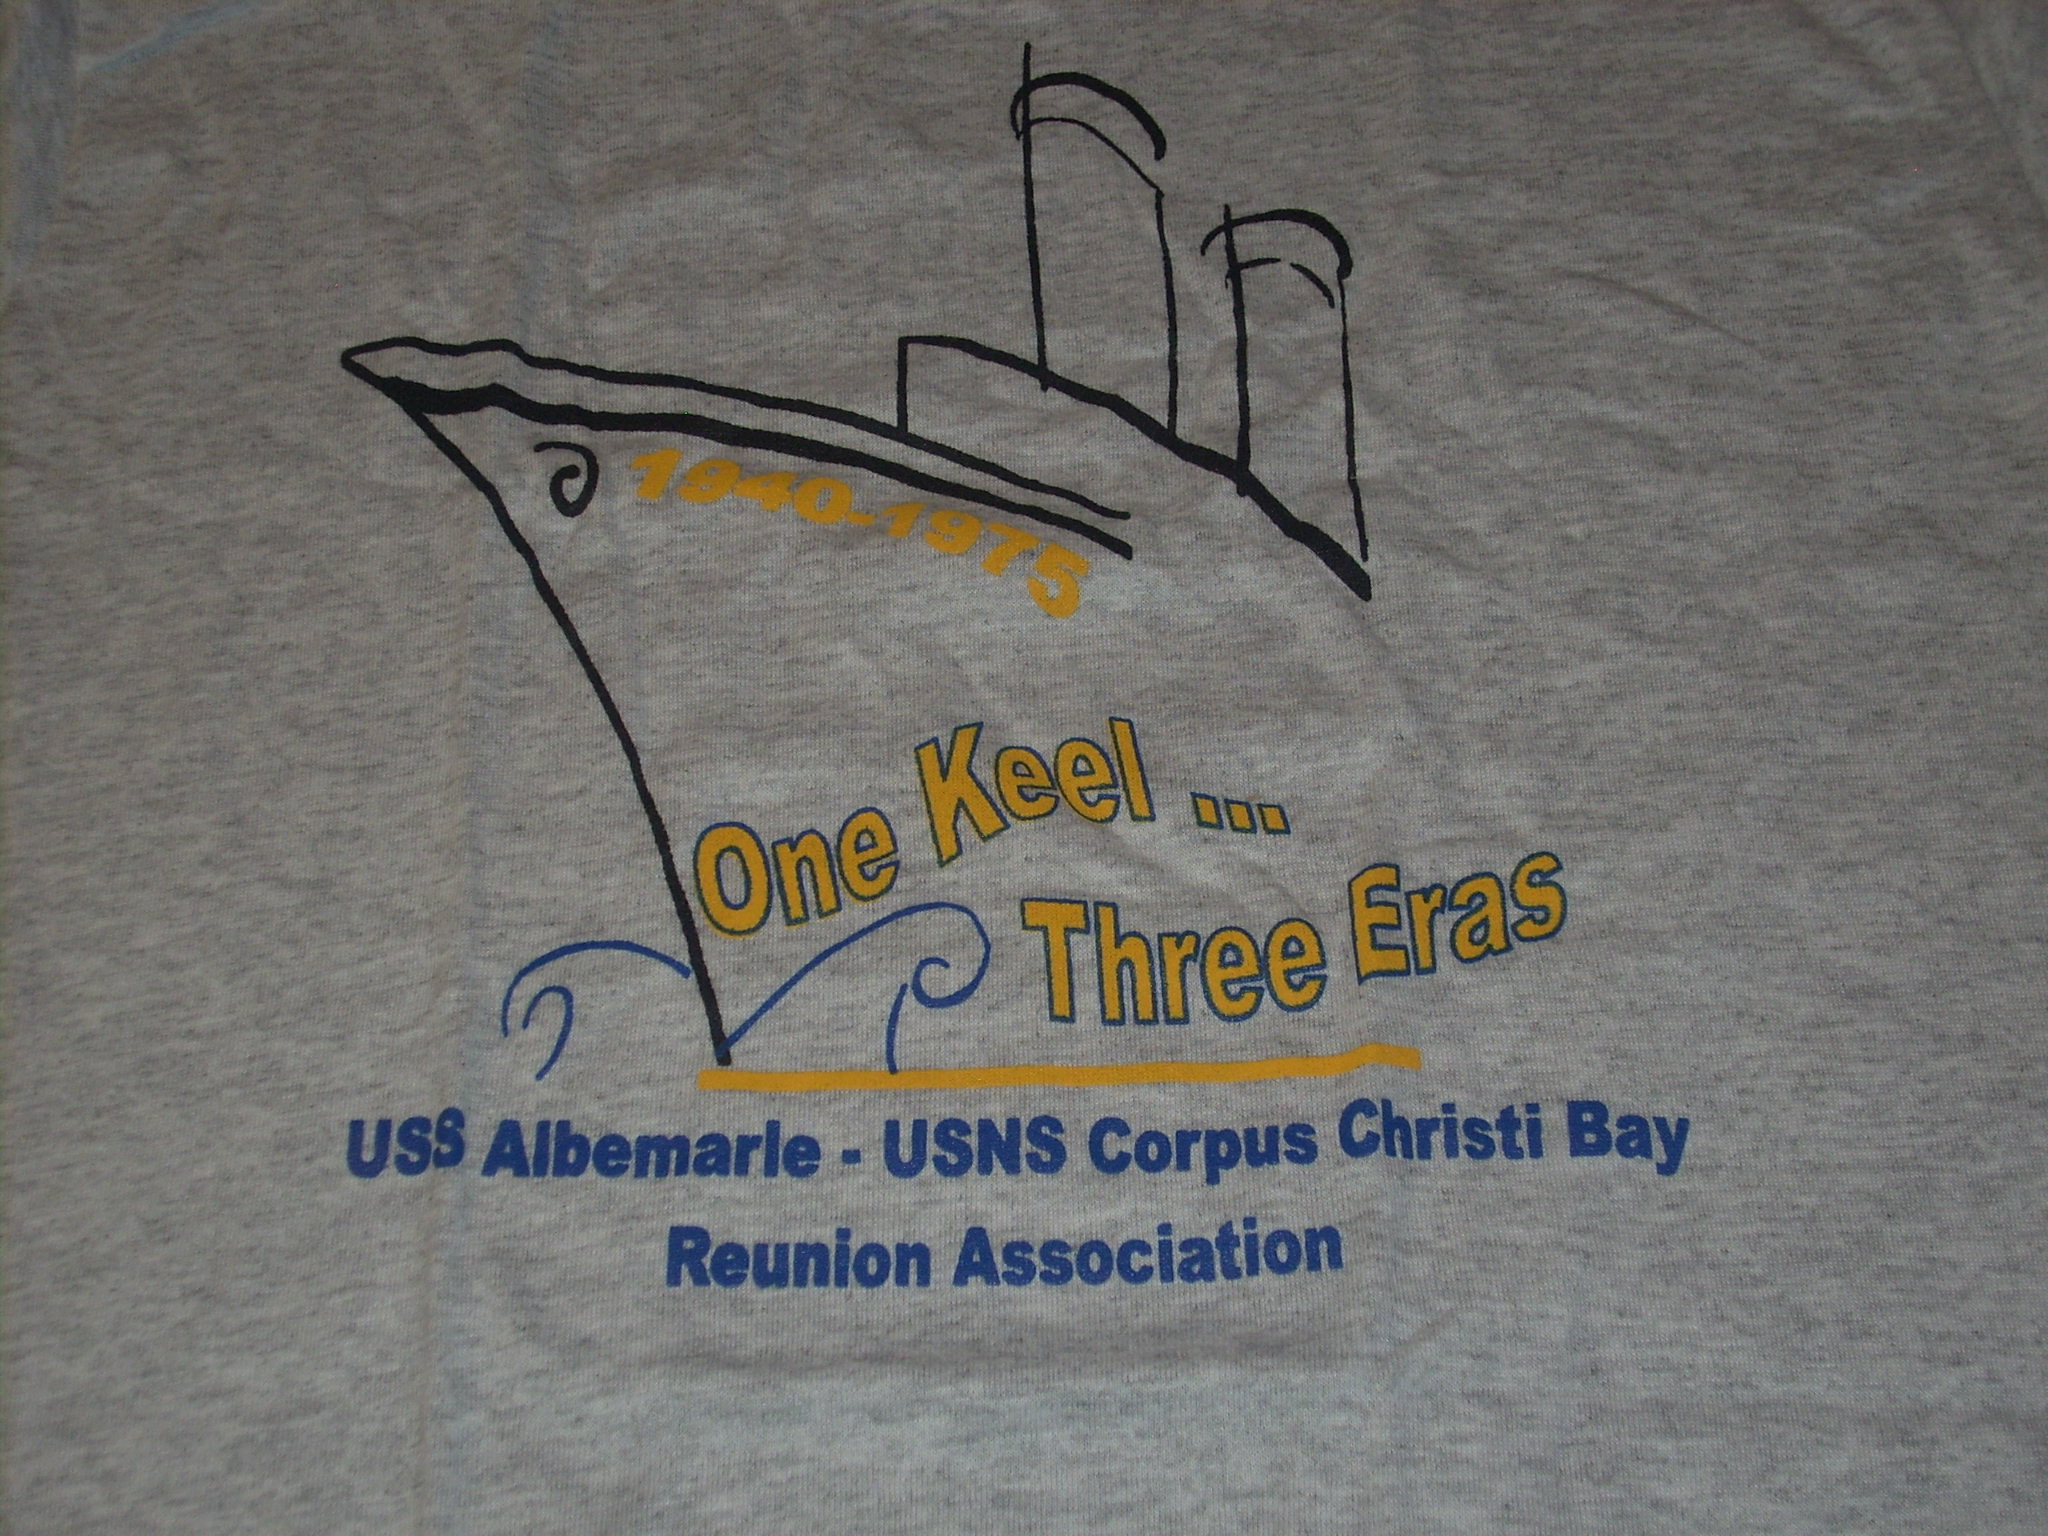 1940-1975
One Keel ...
Three Eras
USS Albemarle - USNS Corpus Christi Bay
Reunion Association